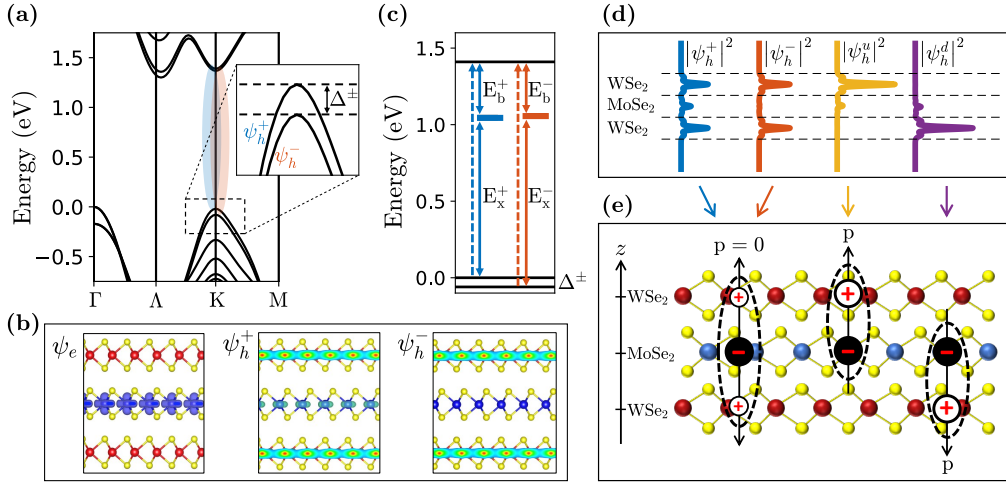 (a)
Energy (eV)
1.5
1.0
0.5
0.0
−0.5
Γ
Λ
K
M
Δ±
ψh+
ψh−
(b)
ψe
ψh+
ψh−
(c)
Energy (eV)
1.5
1.0
0.5
0.0
Eb+
Eb−
Ex+
Ex−
Δ±
(d)
|ψh+|2
|ψh−|2
|ψhu|2
|ψhd|2
WSe2
MoSe2
WSe2
(e)
z
p = 0
p
WSe2
MoSe2
WSe2
p
+
+
−
+
−
+
−